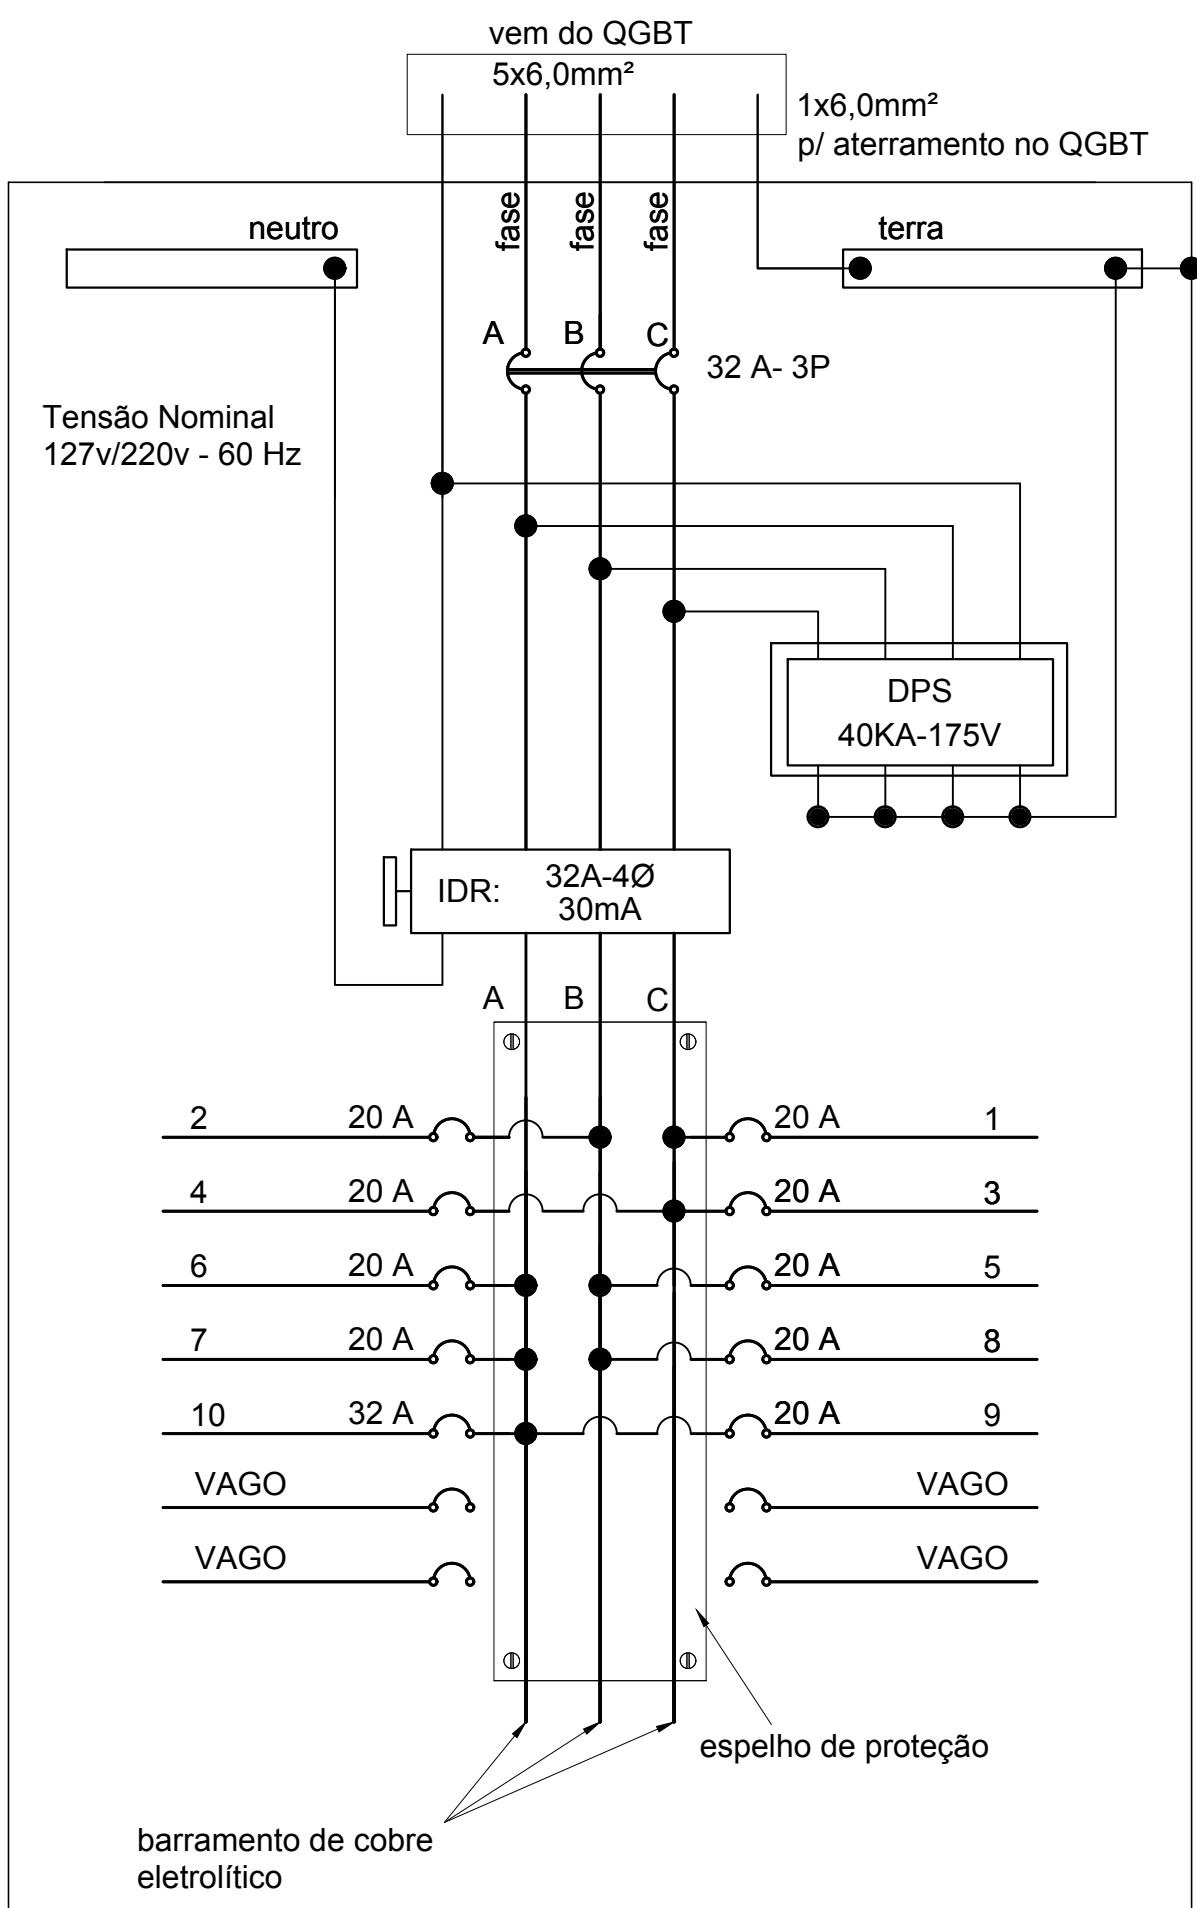 vem do QGBT
5x6,0mm²
1x6,0mm²
p/ aterramento no QGBT
fase
fase
fase
neutro
terra
A
B
C
32 A- 3P
Tensão Nominal
127v/220v - 60 Hz
DPS
40KA-175V
IDR:
32A-4Ø
30mA
A
B
C
2 20 A 20 A 1
4 20 A 20 A 3
6 20 A 20 A 5
7 20 A 20 A 8
10 32 A 20 A 9
VAGO VAGO
VAGO VAGO
espelho de proteção
barramento de cobre
eletrolítico